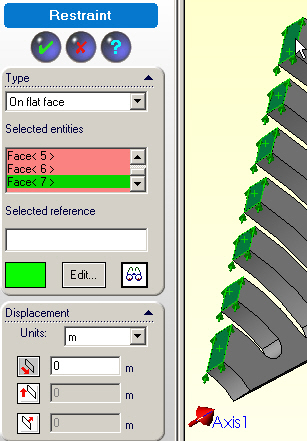 Restraint
Type
On flat face
Selected entities
Face< 5 >
Face< 6 >
Face< 7 >
Selected reference
Edit...
Displacement
Units: m
0 m
0 m
0 m
Axis1